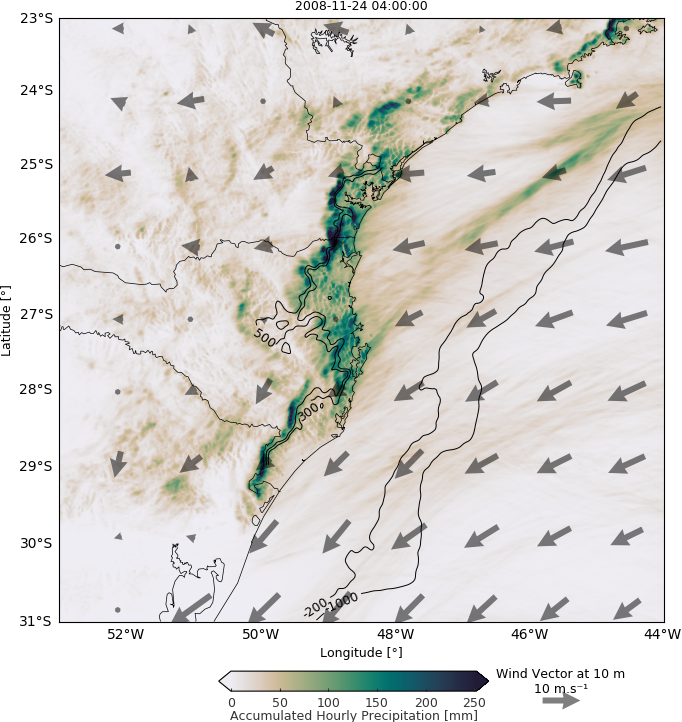 2008-11-24 04:00:00
23°S
24°S
25°S
26°S
27°S
28°S
29°S
30°S
31°S
Latitude [°]
500
300
-200
-1000
52°W 50°W 48°W 46°W 44°W
Longitude [°]
0 50 100 150 200 250
Accumulated Hourly Precipitation [mm]
Wind Vector at 10 m
10 m.s⁻¹